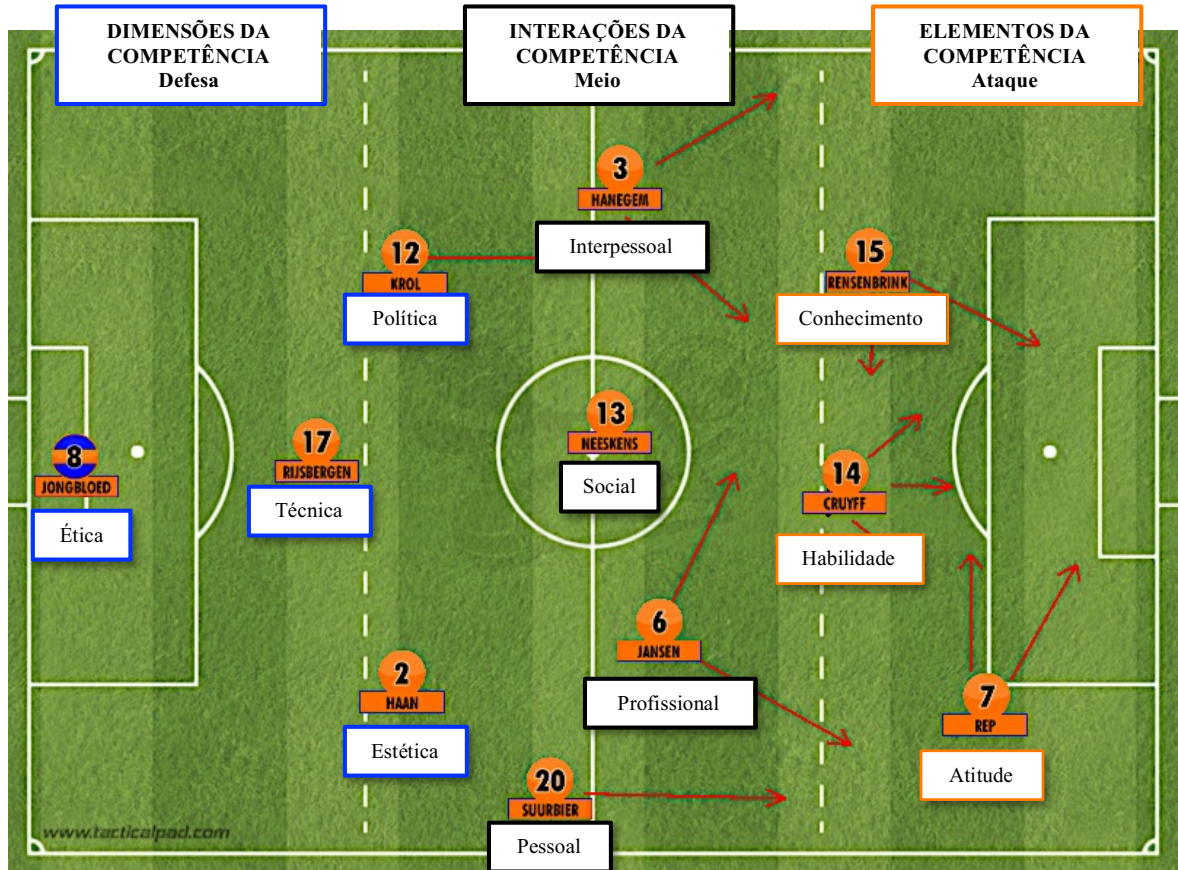 DIMENSÕES DA
COMPETÊNCIA
Defesa
INTERAÇÕES DA
COMPETÊNCIA
Meio
ELEMENTOS DA
COMPETÊNCIA
Ataque
3
HANEGEM
Interpessoal
12
KROL
Política
15
RENSENBRINK
Conhecimento
8
JONGBLOED
Ética
17
RIJSBERGEN
Técnica
13
NEESKENS
Social
14
CRUYFF
Habilidade
2
HAAN
Estética
6
JANSEN
Profissional
7
REP
Atitude
20
SUURBIER
Pessoal
www.tacticalpad.com